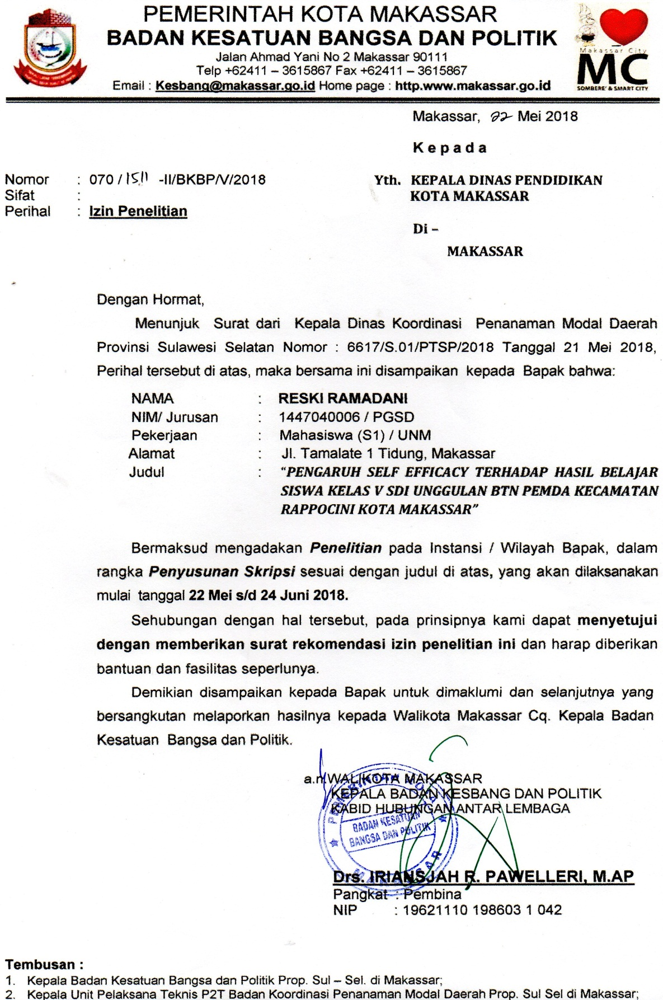 PEMERINTAH KOTA MAKASSAR
BADAN KESATUAN BANGSA DAN POLITIK
Jalan Ahmad Yani No 2 Makassar 90111
Telp +62411 – 3615867 Fax +62411 – 3615867
Email : Kesbang@makassar.go.id Home page : http.www.makassar.go.id
Makassar City
MC
SOMBERE' & SMART CITY
Makassar, 22 Mei 2018
Kepada
Nomor : 070 / 1511 -II/BKBP/V/2018
Sifat :
Perihal : Izin Penelitian
Yth. KEPALA DINAS PENDIDIKAN
KOTA MAKASSAR
Di –
MAKASSAR
Dengan Hormat,
Menunjuk Surat dari Kepala Dinas Koordinasi Penanaman Modal Daerah
Provinsi Sulawesi Selatan Nomor : 6617/S.01/PTSP/2018 Tanggal 21 Mei 2018,
Perihal tersebut di atas, maka bersama ini disampaikan kepada Bapak bahwa:
NAMA : RESKI RAMADANI
NIM/ Jurusan : 1447040006 / PGSD
Pekerjaan : Mahasiswa (S1) / UNM
Alamat : Jl. Tamalate 1 Tidung, Makassar
Judul : “PENGARUH SELF EFFICACY TERHADAP HASIL BELAJAR
SISWA KELAS V SDI UNGGULAN BTN PEMDA KECAMATAN
RAPPOCINI KOTA MAKASSAR”
Bermaksud mengadakan Penelitian pada Instansi / Wilayah Bapak, dalam
rangka Penyusunan Skripsi sesuai dengan judul di atas, yang akan dilaksanakan
mulai tanggal 22 Mei s/d 24 Juni 2018.
Sehubungan dengan hal tersebut, pada prinsipnya kami dapat menyetujui
dengan memberikan surat rekomendasi izin penelitian ini dan harap diberikan
bantuan dan fasilitas seperlunya.
Demikian disampaikan kepada Bapak untuk dimaklumi dan selanjutnya yang
bersangkutan melaporkan hasilnya kepada Walikota Makassar Cq. Kepala Badan
Kesatuan Bangsa dan Politik.
a.n.WALIKOTA MAKASSAR
KEPALA BADAN KESBANG DAN POLITIK
KABID HUBUNGAN ANTAR LEMBAGA
PEMERINTAH KOTA
BADAN KESATUAN
BANGSA DAN POLITIK
MAKASSAR
Drs. IRIANSJAH R. PAWELLERI, M.AP
Pangkat : Pembina
NIP : 19621110 198603 1 042
Tembusan :
1. Kepala Badan Kesatuan Bangsa dan Politik Prop. Sul – Sel. di Makassar;
2. Kepala Unit Pelaksana Teknis P2T Badan Koordinasi Penanaman Modal Daerah Prop. Sul Sel di Makassar;